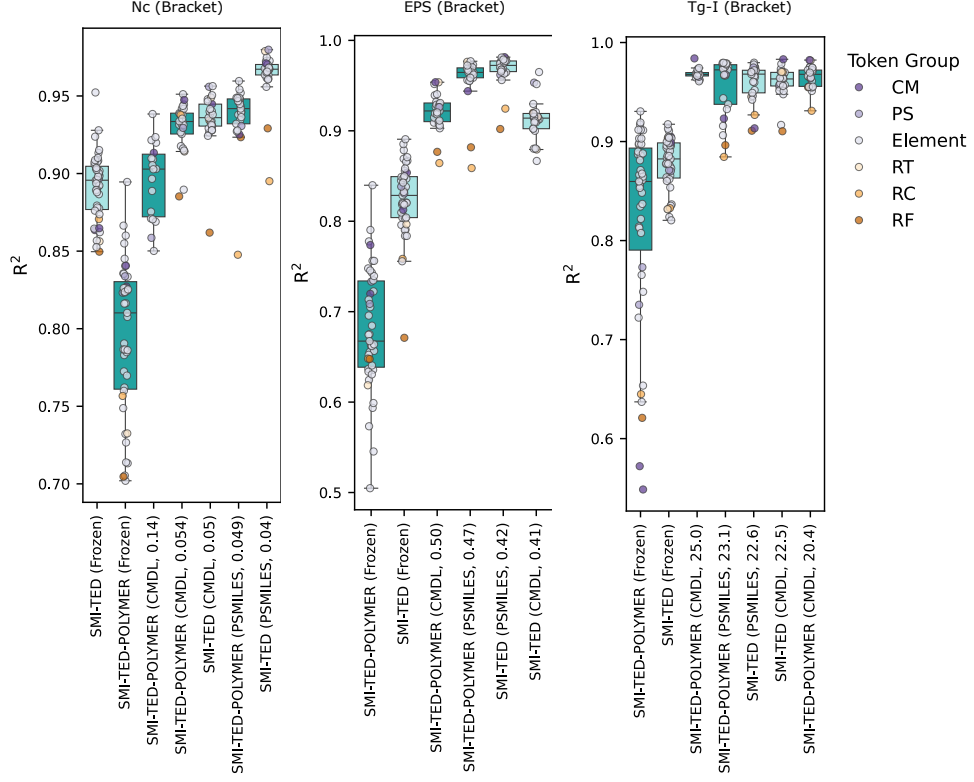 Nc (Bracket)
R²
0.95
0.90
0.85
0.80
0.75
0.70
SMI-TED (Frozen)
SMI-TED-POLYMER (Frozen)
SMI-TED-POLYMER (CMDL, 0.14)
SMI-TED-POLYMER (CMDL, 0.054)
SMI-TED (CMDL, 0.05)
SMI-TED-POLYMER (PSMILES, 0.049)
SMI-TED (PSMILES, 0.04)
EPS (Bracket)
R²
1.0
0.9
0.8
0.7
0.6
0.5
SMI-TED-POLYMER (Frozen)
SMI-TED (Frozen)
SMI-TED-POLYMER (CMDL, 0.50)
SMI-TED-POLYMER (PSMILES, 0.47)
SMI-TED (PSMILES, 0.42)
SMI-TED (CMDL, 0.41)
Tg-I (Bracket)
R²
1.0
0.9
0.8
0.7
0.6
SMI-TED-POLYMER (Frozen)
SMI-TED (Frozen)
SMI-TED-POLYMER (CMDL, 25.0)
SMI-TED-POLYMER (PSMILES, 23.1)
SMI-TED (PSMILES, 22.6)
SMI-TED (CMDL, 22.5)
SMI-TED-POLYMER (CMDL, 20.4)
Token Group
CM
PS
Element
RT
RC
RF